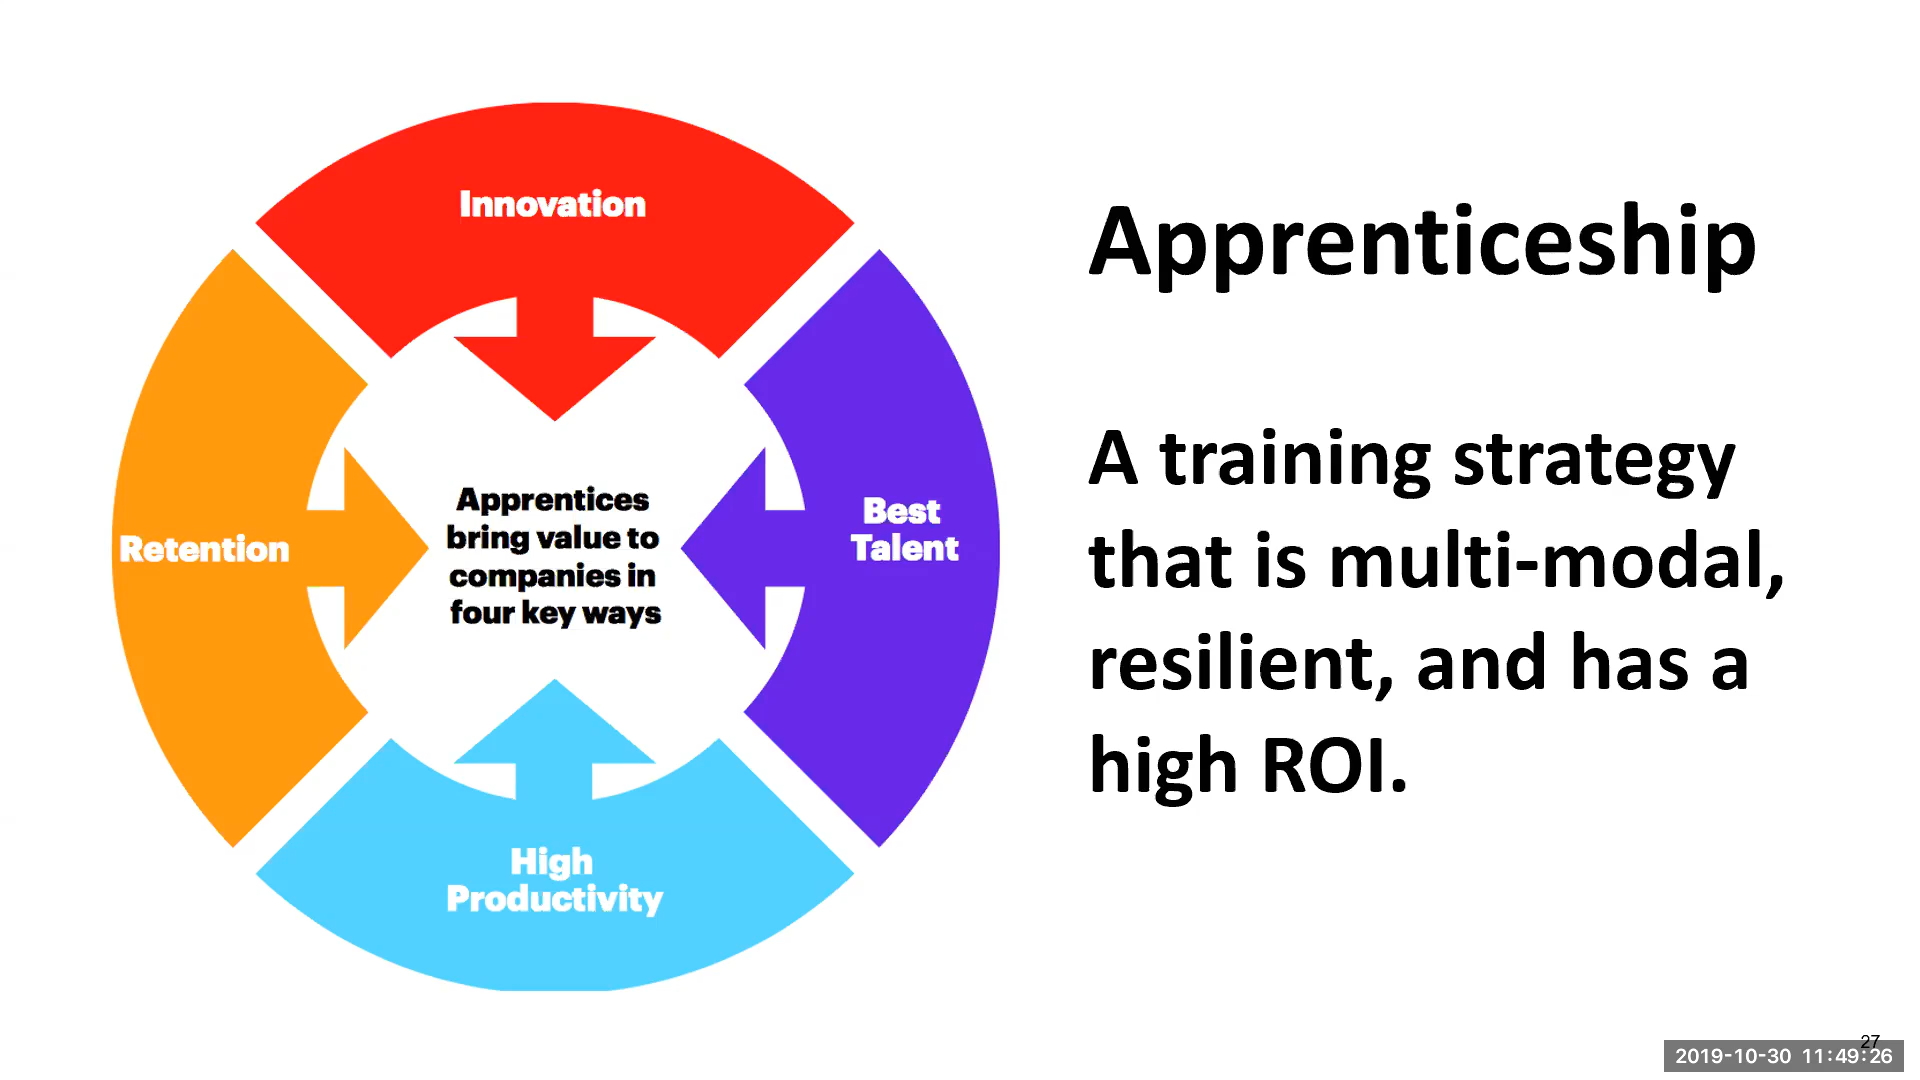 Innovation
Retention
Best
Talent
Apprentices
bring value to
companies in
four key ways
High
Productivity
Apprenticeship
A training strategy
that is multi-modal,
resilient, and has a
high ROI.
27
2019-10-30 11:49:26